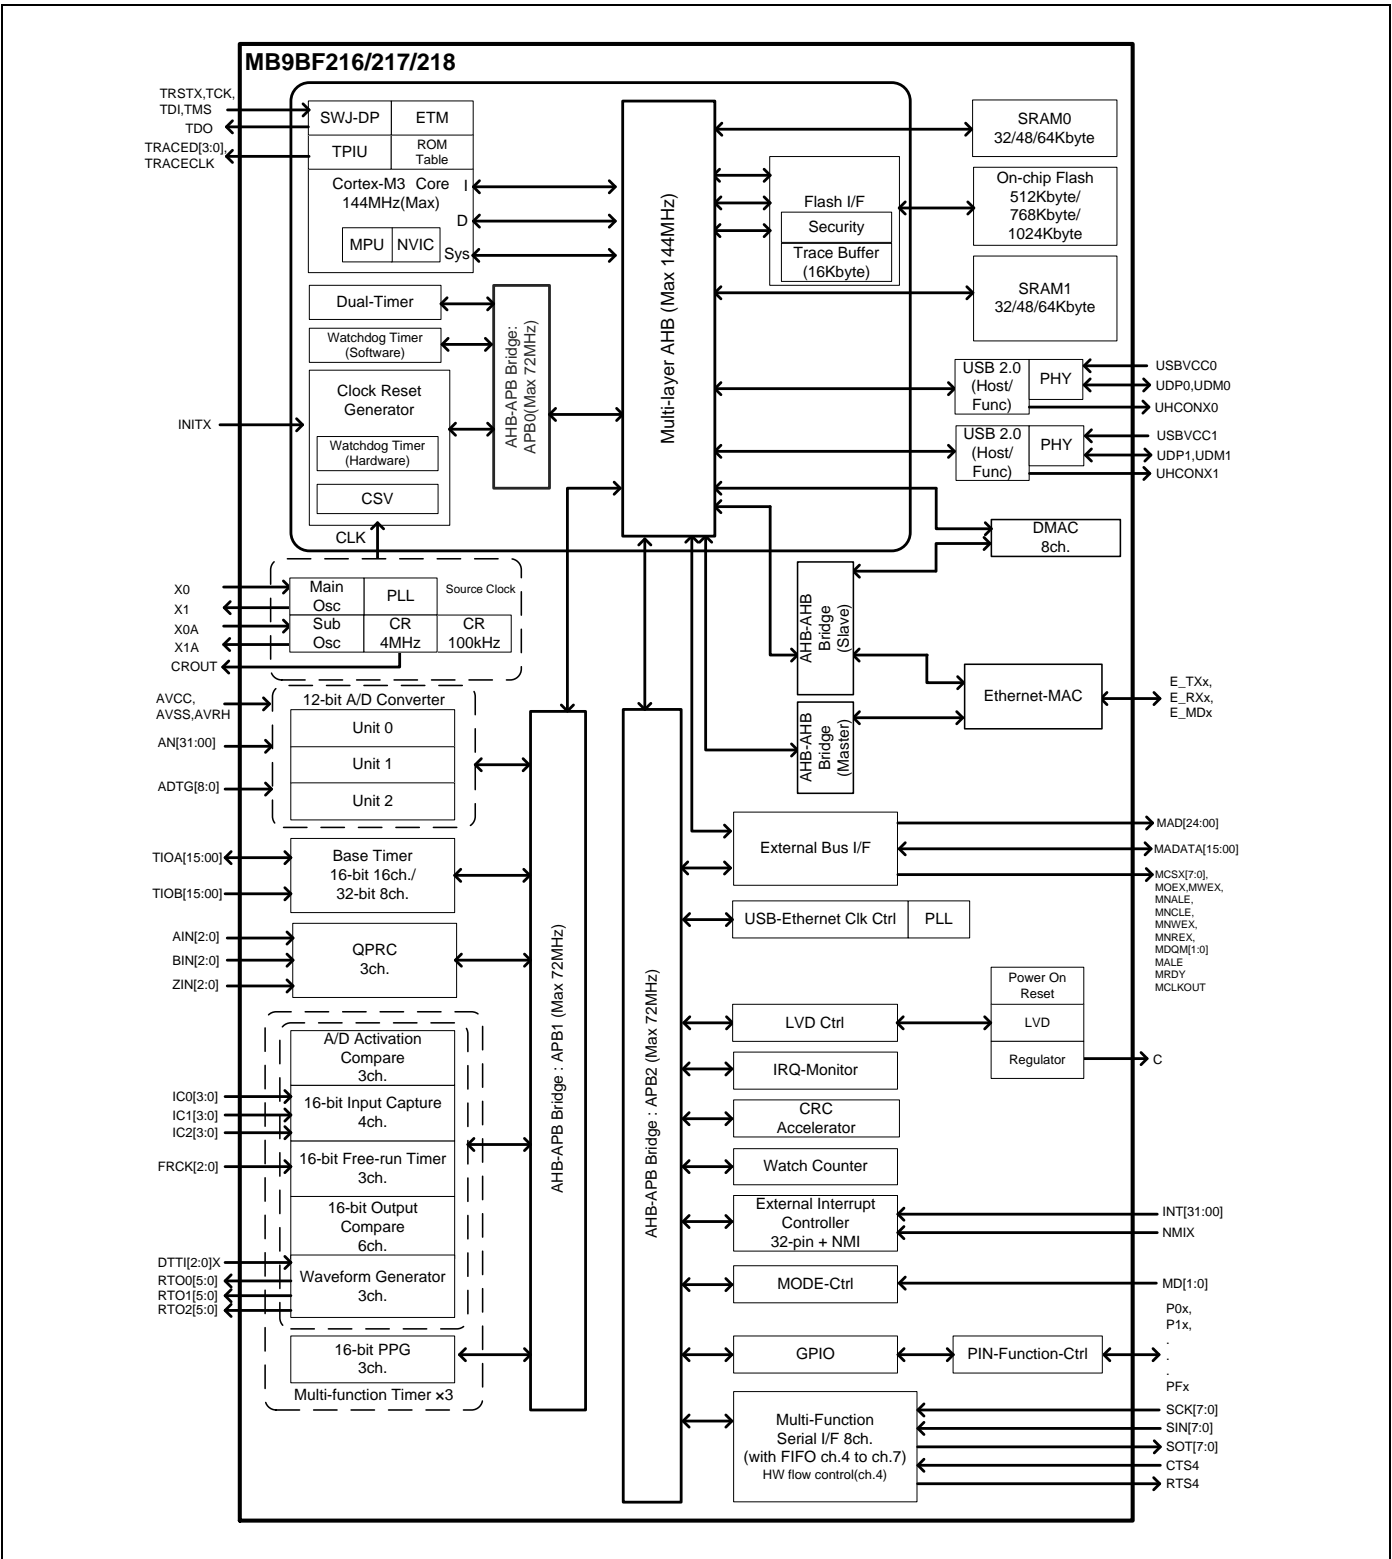 MB9BF216/217/218
TRSTX,TCK,
TDI,TMS
TDO
TRACED[3:0],
TRACECLK
SWJ-DP
ETM
TPIU
ROM
Table
Cortex-M3 Core
144MHz(Max)
I
D
Sys
MPU
NVIC
Dual-Timer
Watchdog Timer
(Software)
Clock Reset
Generator
Watchdog Timer
(Hardware)
CSV
INITX
CLK
AHB-APB Bridge:
APB0(Max 72MHz)
Multi-layer AHB (Max 144MHz)
Flash I/F
Security
Trace Buffer
(16Kbyte)
SRAM0
32/48/64Kbyte
On-chip Flash
512Kbyte/
768Kbyte/
1024Kbyte
SRAM1
32/48/64Kbyte
USB 2.0
(Host/
Func)
PHY
USBVCC0
UDP0,UDM0
UHCONX0
USB 2.0
(Host/
Func)
PHY
USBVCC1
UDP1,UDM1
UHCONX1
DMAC
8ch.
AHB-AHB
Bridge
(Slave)
AHB-AHB
Bridge
(Master)
Ethernet-MAC
E_TXx,
E_RXx,
E_MDx
X0
X1
X0A
X1A
CROUT
Main
Osc
PLL
Source Clock
Sub
Osc
CR
4MHz
CR
100kHz
AVCC,
AVSS,AVRH
AN[31:00]
ADTG[8:0]
12-bit A/D Converter
Unit 0
Unit 1
Unit 2
TIOA[15:00]
TIOB[15:00]
Base Timer
16-bit 16ch./
32-bit 8ch.
AIN[2:0]
BIN[2:0]
ZIN[2:0]
QPRC
3ch.
A/D Activation
Compare
3ch.
IC0[3:0]
IC1[3:0]
IC2[3:0]
16-bit Input Capture
4ch.
FRCK[2:0]
16-bit Free-run Timer
3ch.
16-bit Output
Compare
6ch.
DTTI[2:0]X
RTO0[5:0]
RTO1[5:0]
RTO2[5:0]
Waveform Generator
3ch.
16-bit PPG
3ch.
Multi-function Timer ×3
AHB-APB Bridge : APB1 (Max 72MHz)
AHB-APB Bridge : APB2 (Max 72MHz)
External Bus I/F
MAD[24:00]
MADATA[15:00]
MCSX[7:0],
MOEX,MWEX,
MNALE,
MNCLE,
MNWEX,
MNREX,
MDQM[1:0]
MALE
MRDY
MCLKOUT
USB-Ethernet Clk Ctrl
PLL
LVD Ctrl
Power On
Reset
LVD
Regulator
C
IRQ-Monitor
CRC
Accelerator
Watch Counter
External Interrupt
Controller
32-pin + NMI
INT[31:00]
NMIX
MODE-Ctrl
MD[1:0]
GPIO
PIN-Function-Ctrl
P0x,
P1x,
.
.
.
PFx
Multi-Function
Serial I/F 8ch.
(with FIFO ch.4 to ch.7)
HW flow control(ch.4)
SCK[7:0]
SIN[7:0]
SOT[7:0]
CTS4
RTS4